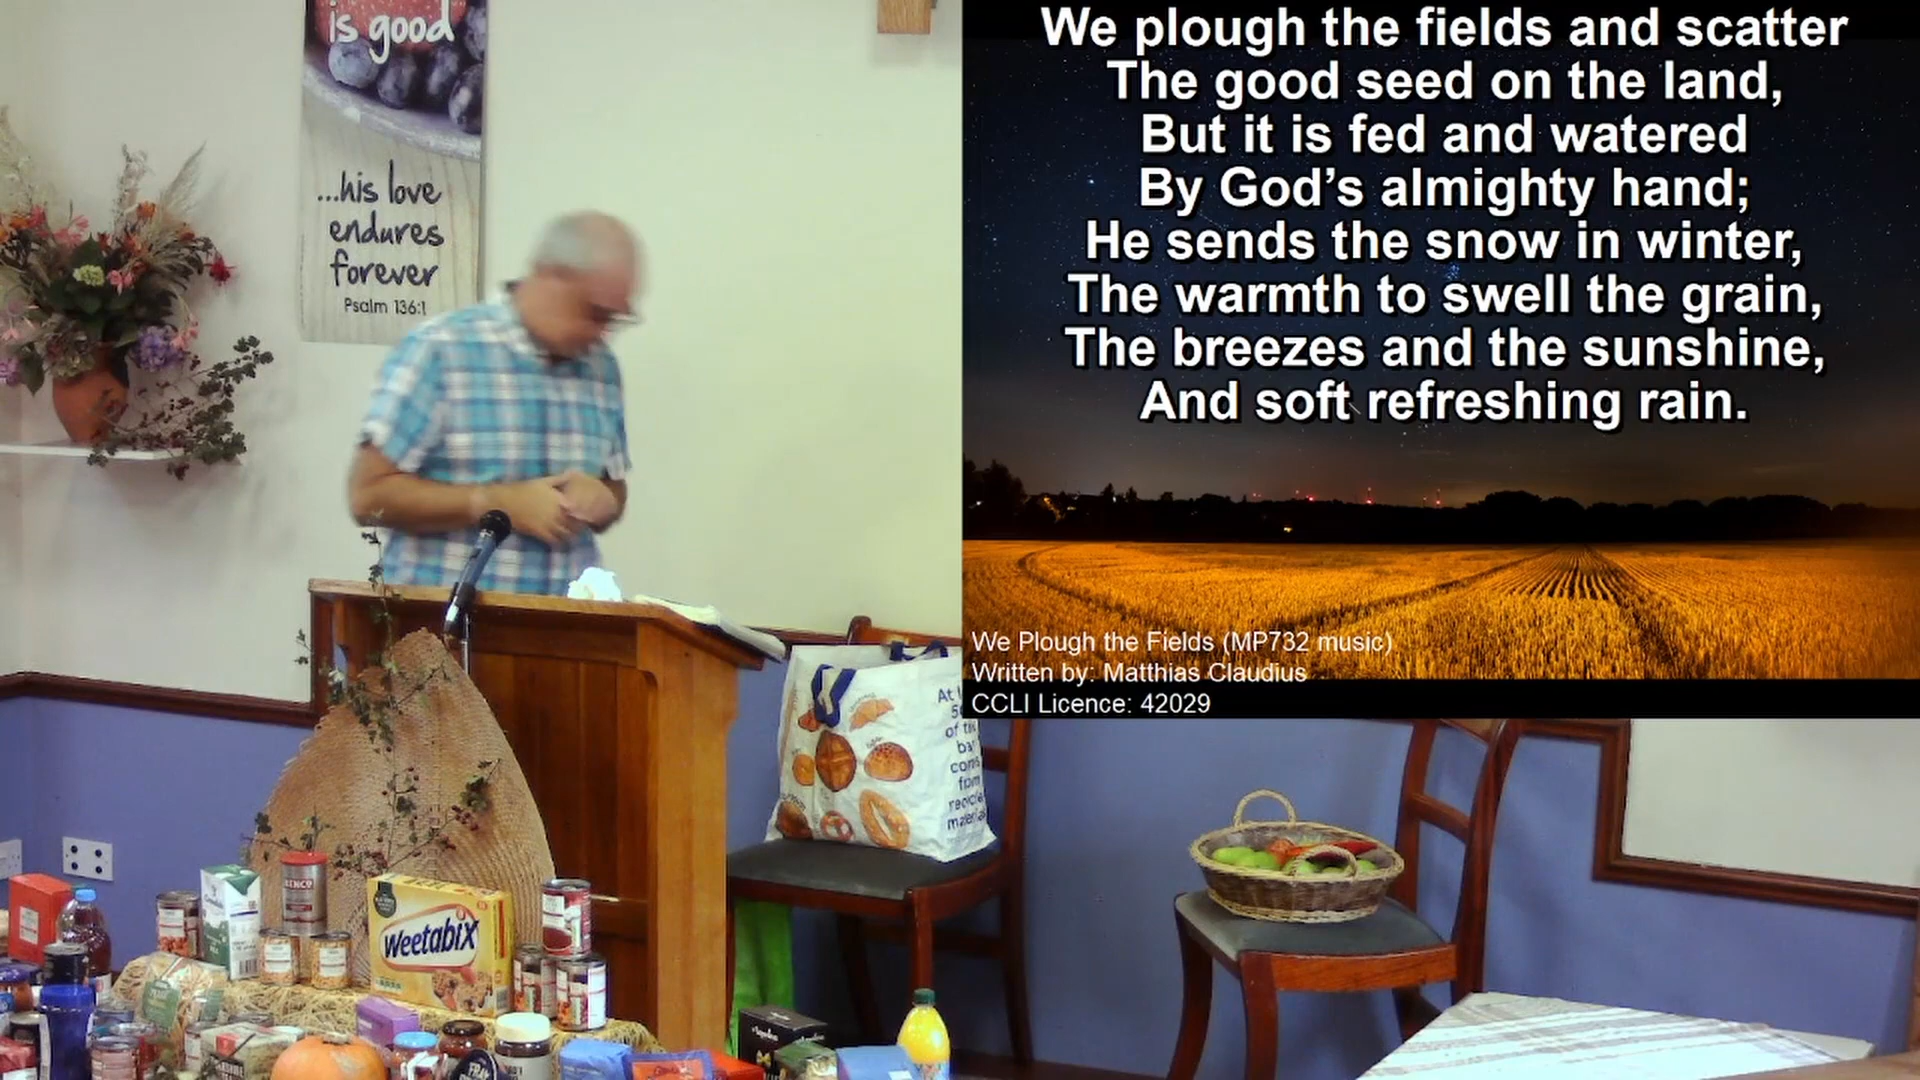 is good
...his love
endures
forever
Psalm 136:1
We plough the fields and scatter
The good seed on the land,
But it is fed and watered
By God’s almighty hand;
He sends the snow in winter,
The warmth to swell the grain,
The breezes and the sunshine,
And soft refreshing rain.
We Plough the Fields (MP732 music)
Written by: Matthias Claudius
CCLI Licence: 42029
At
of
from
Weetabix